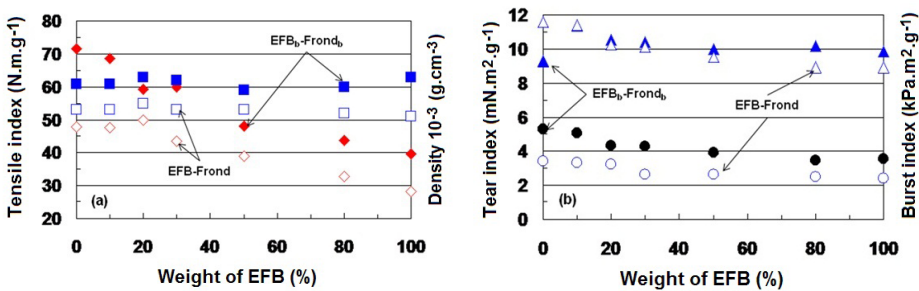 80
70
60
50
40
30
20
Tensile index (N.m.g-1)
Density 10-3 (g.cm-3)
EFBb-Frondb
EFB-Frond
(a)
0 20 40 60 80 100
Weight of EFB (%)
12
10
8
6
4
2
0
Tear index (mN.m2.g-1)
Burst index (kPa.m2.g-1)
EFBb-Frondb
EFB-Frond
(b)
0 20 40 60 80 100
Weight of EFB (%)